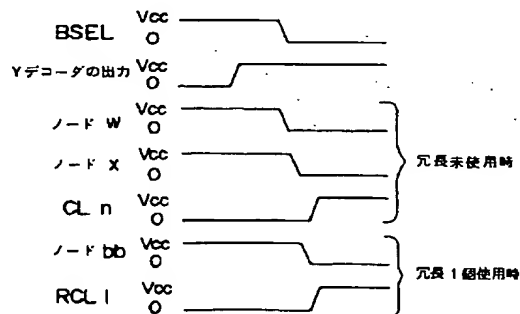 BSEL Vcc
O
Yデコーダの出力 Vcc
O
ノード W Vcc
O
ノード X Vcc
O
冗長未使用時
CL n Vcc
O
ノード bb Vcc
O
冗長1個使用時
RCL l Vcc
O